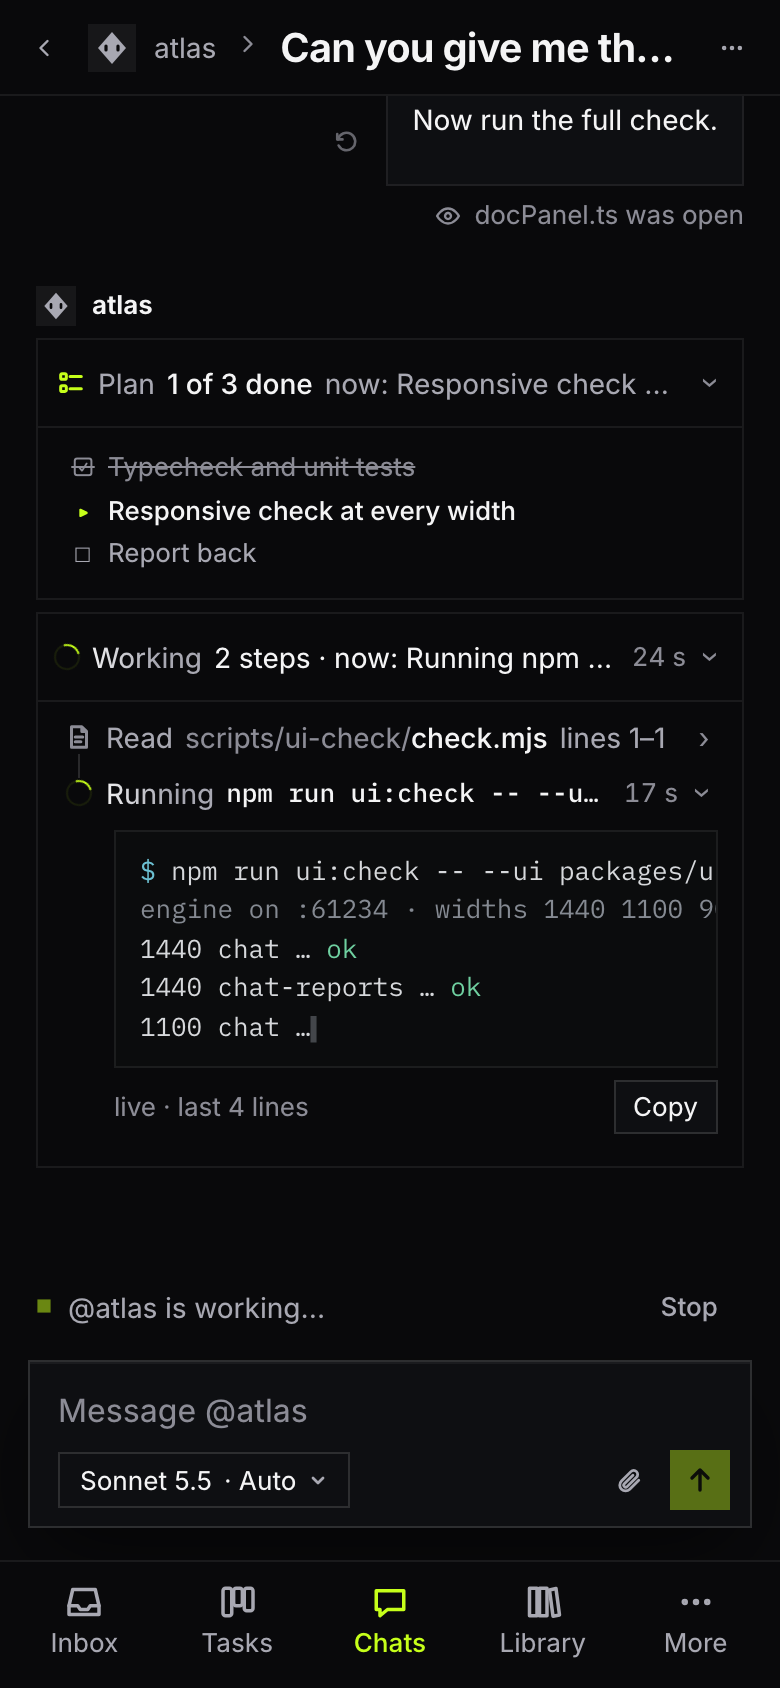 atlas
Can you give me th...
Now run the full check.
docPanel.ts was open
atlas
Plan 1 of 3 done now: Responsive check ...
Typecheck and unit tests
Responsive check at every width
Report back
Working 2 steps · now: Running npm ... 24 s
Read scripts/ui-check/check.mjs lines 1–1
Running npm run ui:check -- --u… 17 s
$ npm run ui:check -- --ui packages/u
engine on :61234 · widths 1440 1100 9
1440 chat … ok
1440 chat-reports … ok
1100 chat …
live · last 4 lines
Copy
@atlas is working...
Stop
Message @atlas
Sonnet 5.5 · Auto
Inbox
Tasks
Chats
Library
More